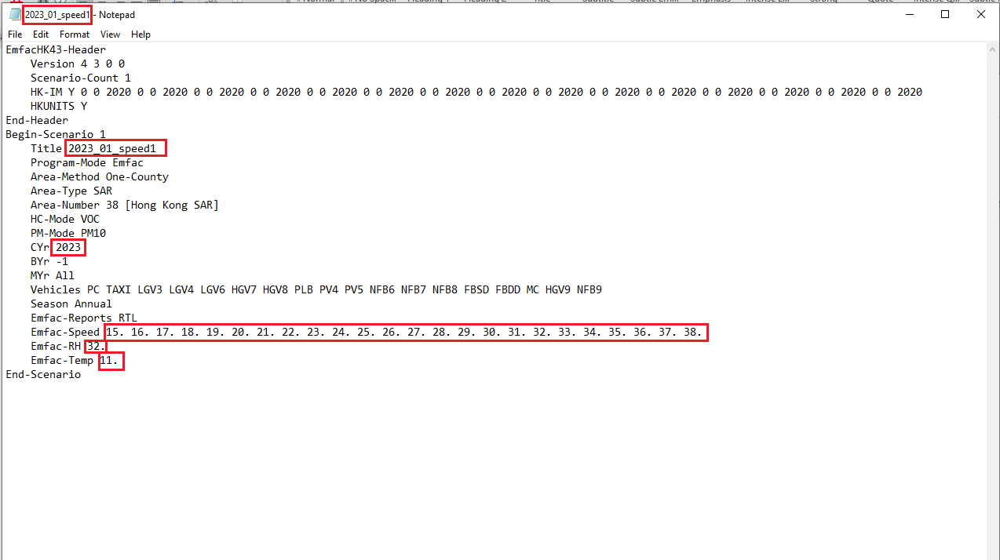 2023_01_speed1 - Notepad
File Edit Format View Help
EmfacHK43-Header
Version 4 3 0 0
Scenario-Count 1
HK-IM Y 0 0 2020 0 0 2020 0 0 2020 0 0 2020 0 0 2020 0 0 2020 0 0 2020 0 0 2020 0 0 2020 0 0 2020 0 0 2020 0 0 2020 0 0 2020 0 0 2020 0 0 2020
HKUNITS Y
End-Header
Begin-Scenario 1
Title 2023_01_speed1
Program-Mode Emfac
Area-Method One-County
Area-Type SAR
Area-Number 38 [Hong Kong SAR]
HC-Mode VOC
PM-Mode PM10
CYr 2023
BYr -1
MYr All
Vehicles PC TAXI LGV3 LGV4 LGV6 HGV7 HGV8 PLB PV4 PV5 NFB6 NFB7 NFB8 FBSD FBDD MC HGV9 NFB9
Season Annual
Emfac-Reports RTL
Emfac-Speed 15. 16. 17. 18. 19. 20. 21. 22. 23. 24. 25. 26. 27. 28. 29. 30. 31. 32. 33. 34. 35. 36. 37. 38.
Emfac-RH 32.
Emfac-Temp 11.
End-Scenario